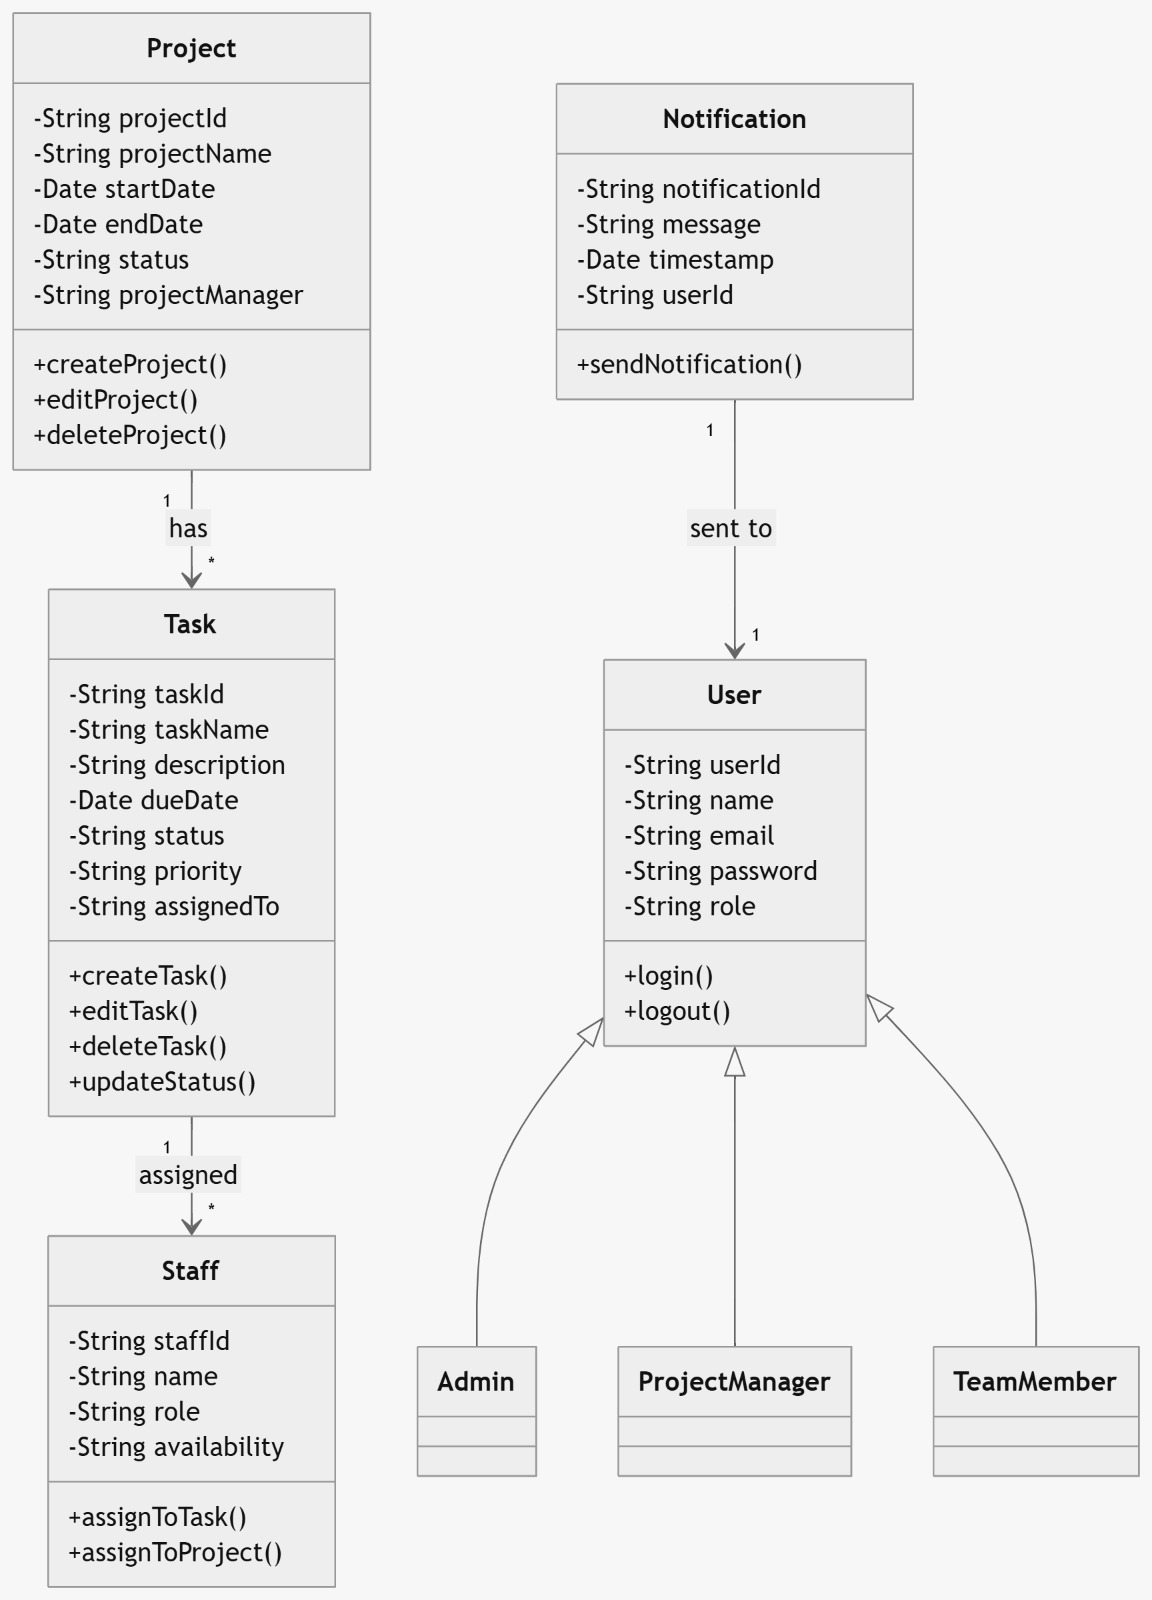 Project
-String projectId
-String projectName
-Date startDate
-Date endDate
-String status
-String projectManager
+createProject()
+editProject()
+deleteProject()
1
has
*
Task
-String taskId
-String taskName
-String description
-Date dueDate
-String status
-String priority
-String assignedTo
+createTask()
+editTask()
+deleteTask()
+updateStatus()
1
assigned
*
Staff
-String staffId
-String name
-String role
-String availability
+assignToTask()
+assignToProject()
Notification
-String notificationId
-String message
-Date timestamp
-String userId
+sendNotification()
1
sent to
1
User
-String userId
-String name
-String email
-String password
-String role
+login()
+logout()
Admin
ProjectManager
TeamMember